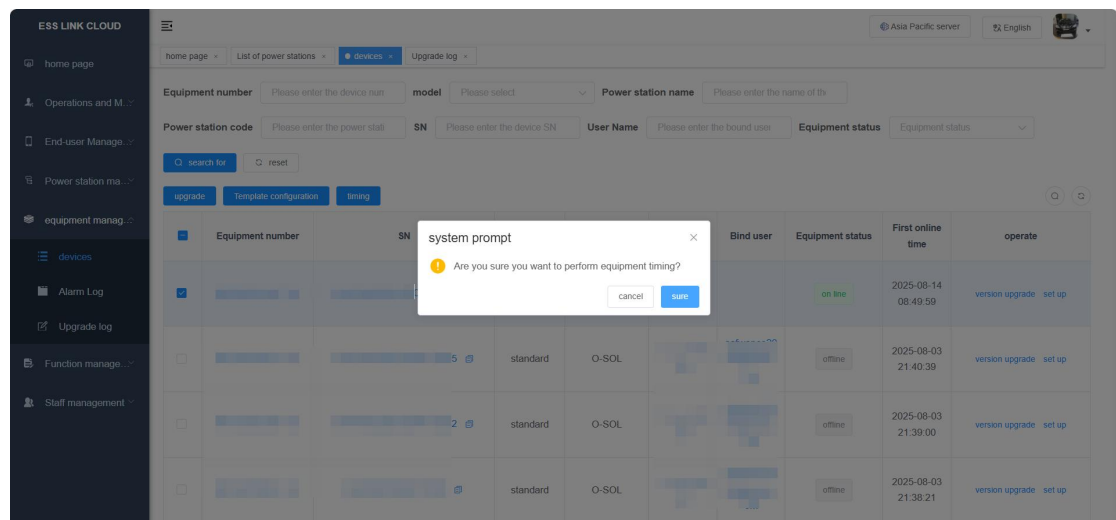 ESS LINK CLOUD
Asia Pacific server
English
home page
List of power stations
devices
Upgrade log
home page
Operations and M...
End-user Manage...
Power station ma...
equipment manag...
devices
Alarm Log
Upgrade log
Function manage...
Staff management
Equipment number Please enter the device num model Please select Power station name Please enter the name of th
Power station code Please enter the power stati SN Please enter the device SN User Name Please enter the bound user Equipment status Equipment status
search for reset
upgrade Template configuration timing
Equipment number SN Bind user Equipment status First online time operate
system prompt
Are you sure you want to perform equipment timing?
cancel sure
on line 2025-08-14 08:49:59 version upgrade set up
5 standard O-SOL offline 2025-08-03 21:40:39 version upgrade set up
2 standard O-SOL offline 2025-08-03 21:39:00 version upgrade set up
standard O-SOL offline 2025-08-03 21:38:21 version upgrade set up